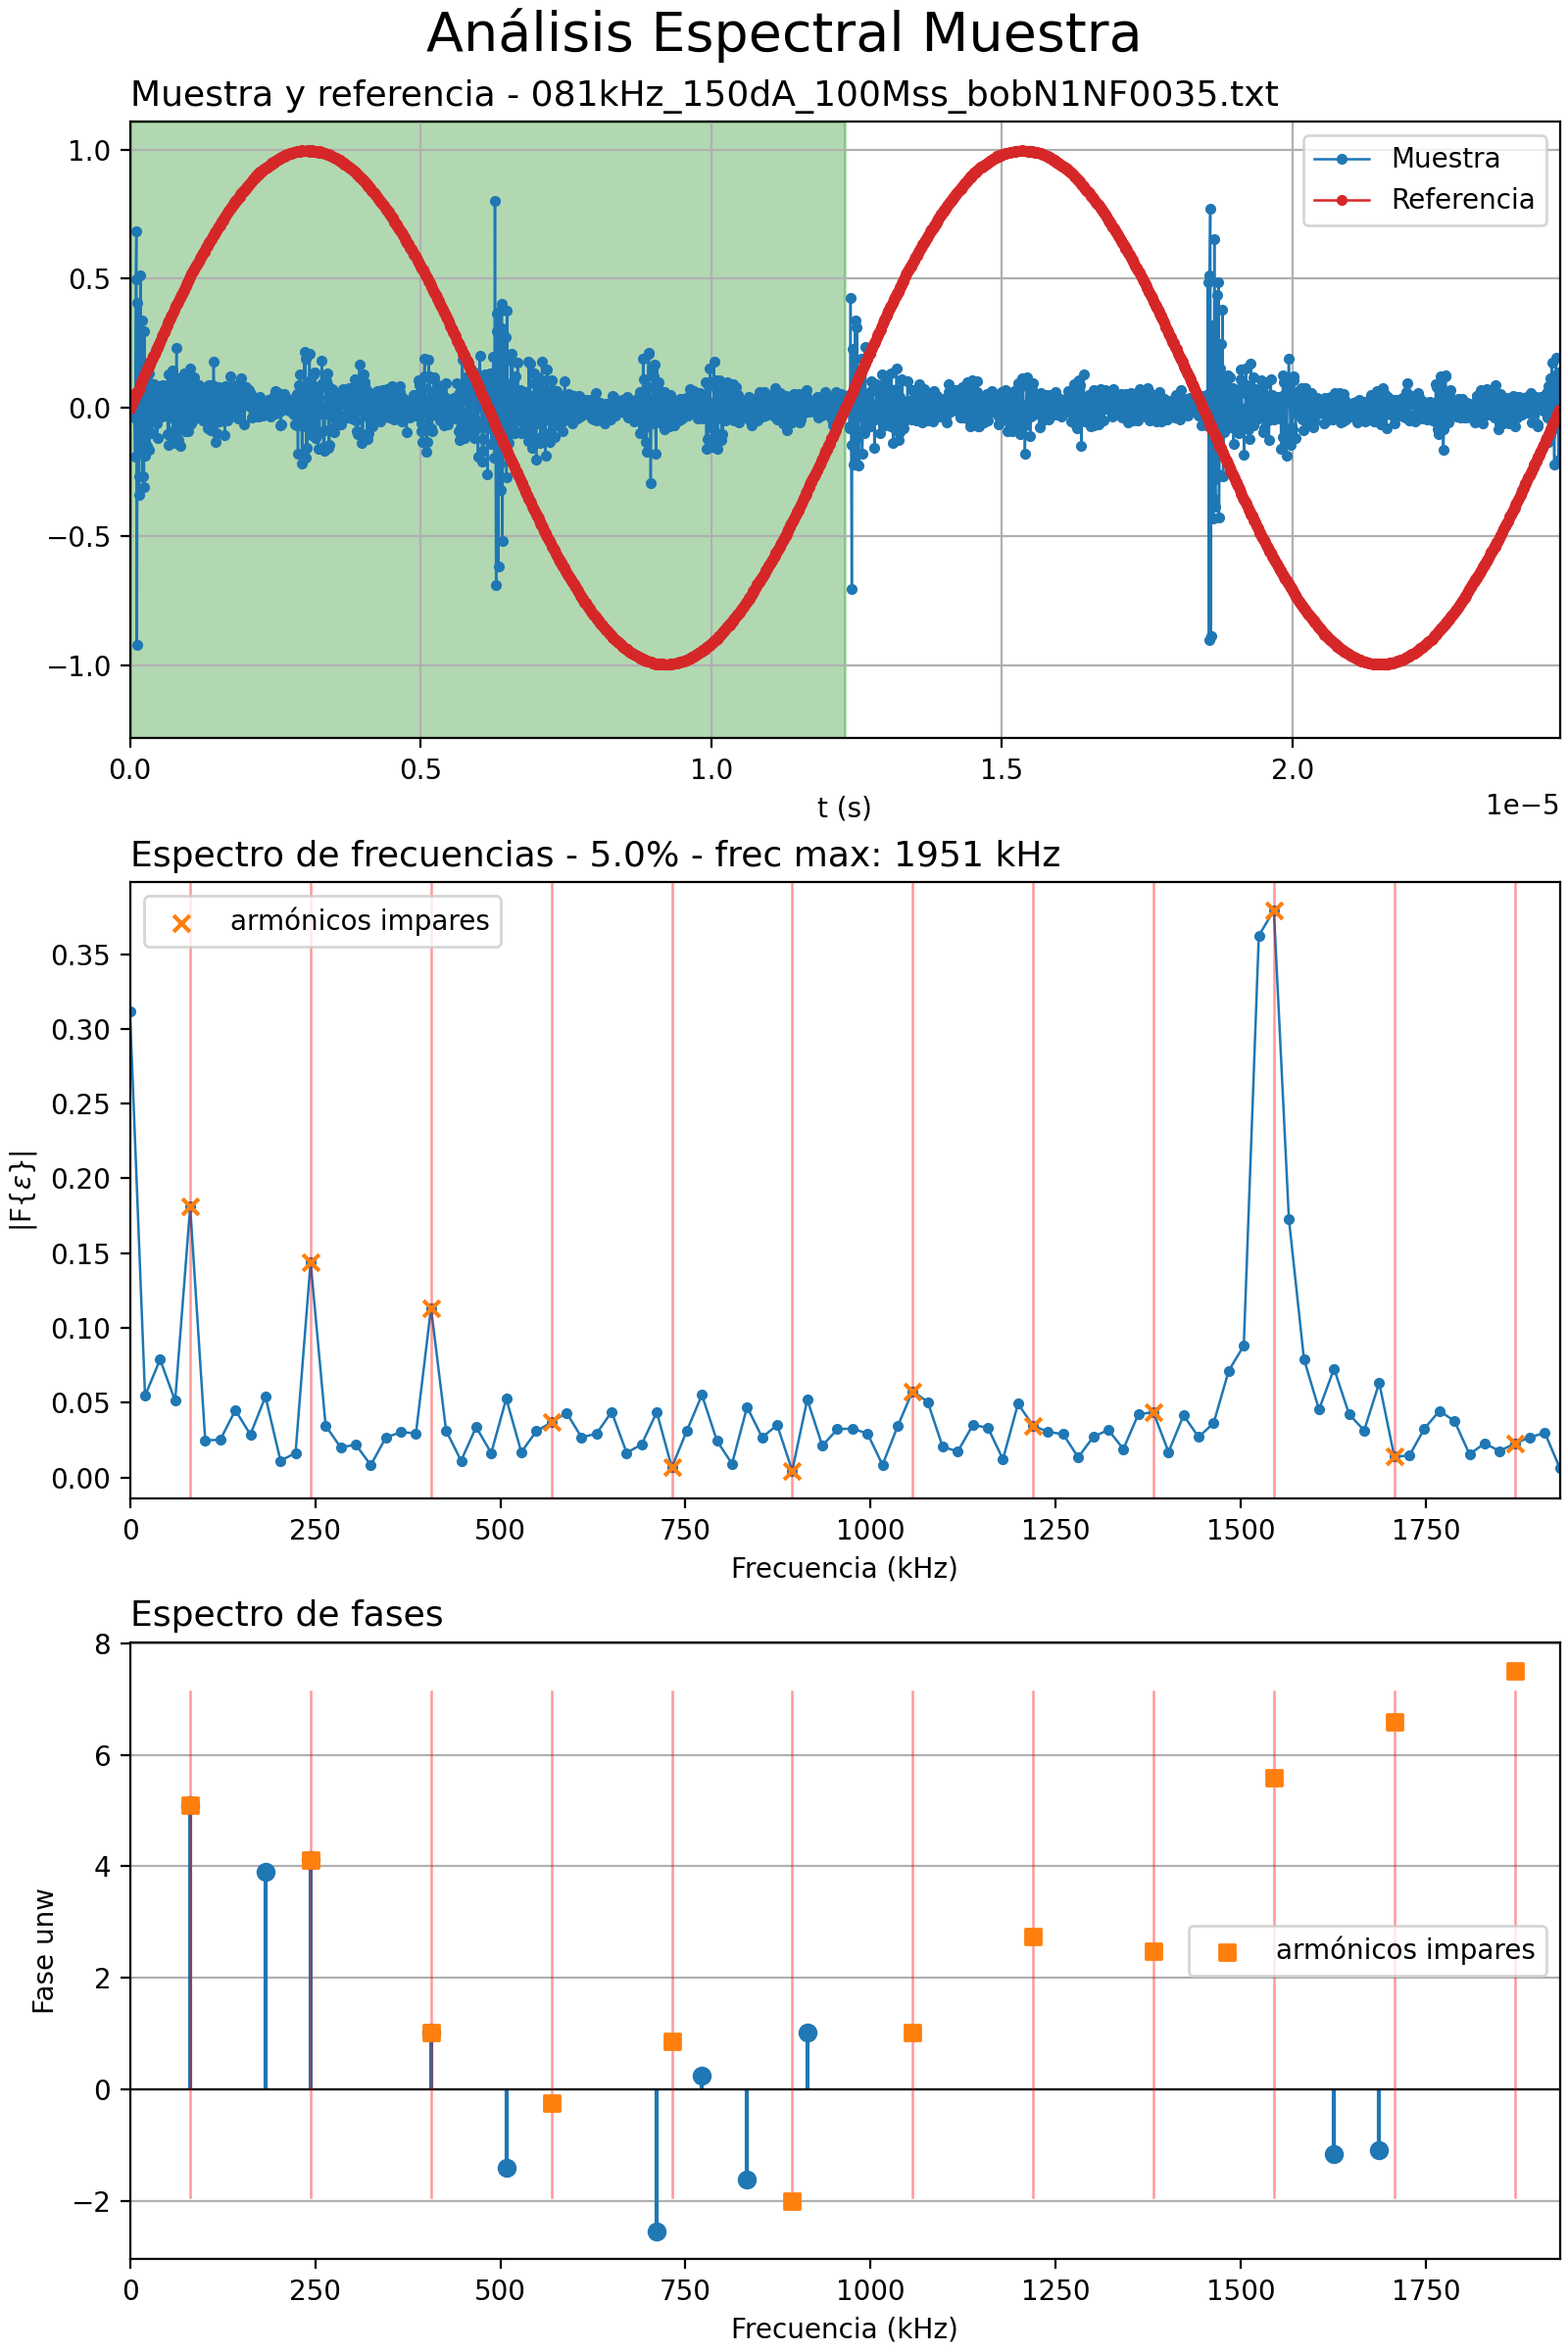 Análisis Espectral Muestra
Muestra y referencia - 081kHz_150dA_100Mss_bobN1NF0035.txt
Muestra
Referencia
1.0
0.5
0.0
−0.5
−1.0
0.0 0.5 1.0 1.5 2.0
t (s)
1e−5
Espectro de frecuencias - 5.0% - frec max: 1951 kHz
armónicos impares
|F{ε}|
0.35
0.30
0.25
0.20
0.15
0.10
0.05
0.00
0 250 500 750 1000 1250 1500 1750
Frecuencia (kHz)
Espectro de fases
Fase unw
8
6
4
2
0
−2
armónicos impares
0 250 500 750 1000 1250 1500 1750
Frecuencia (kHz)